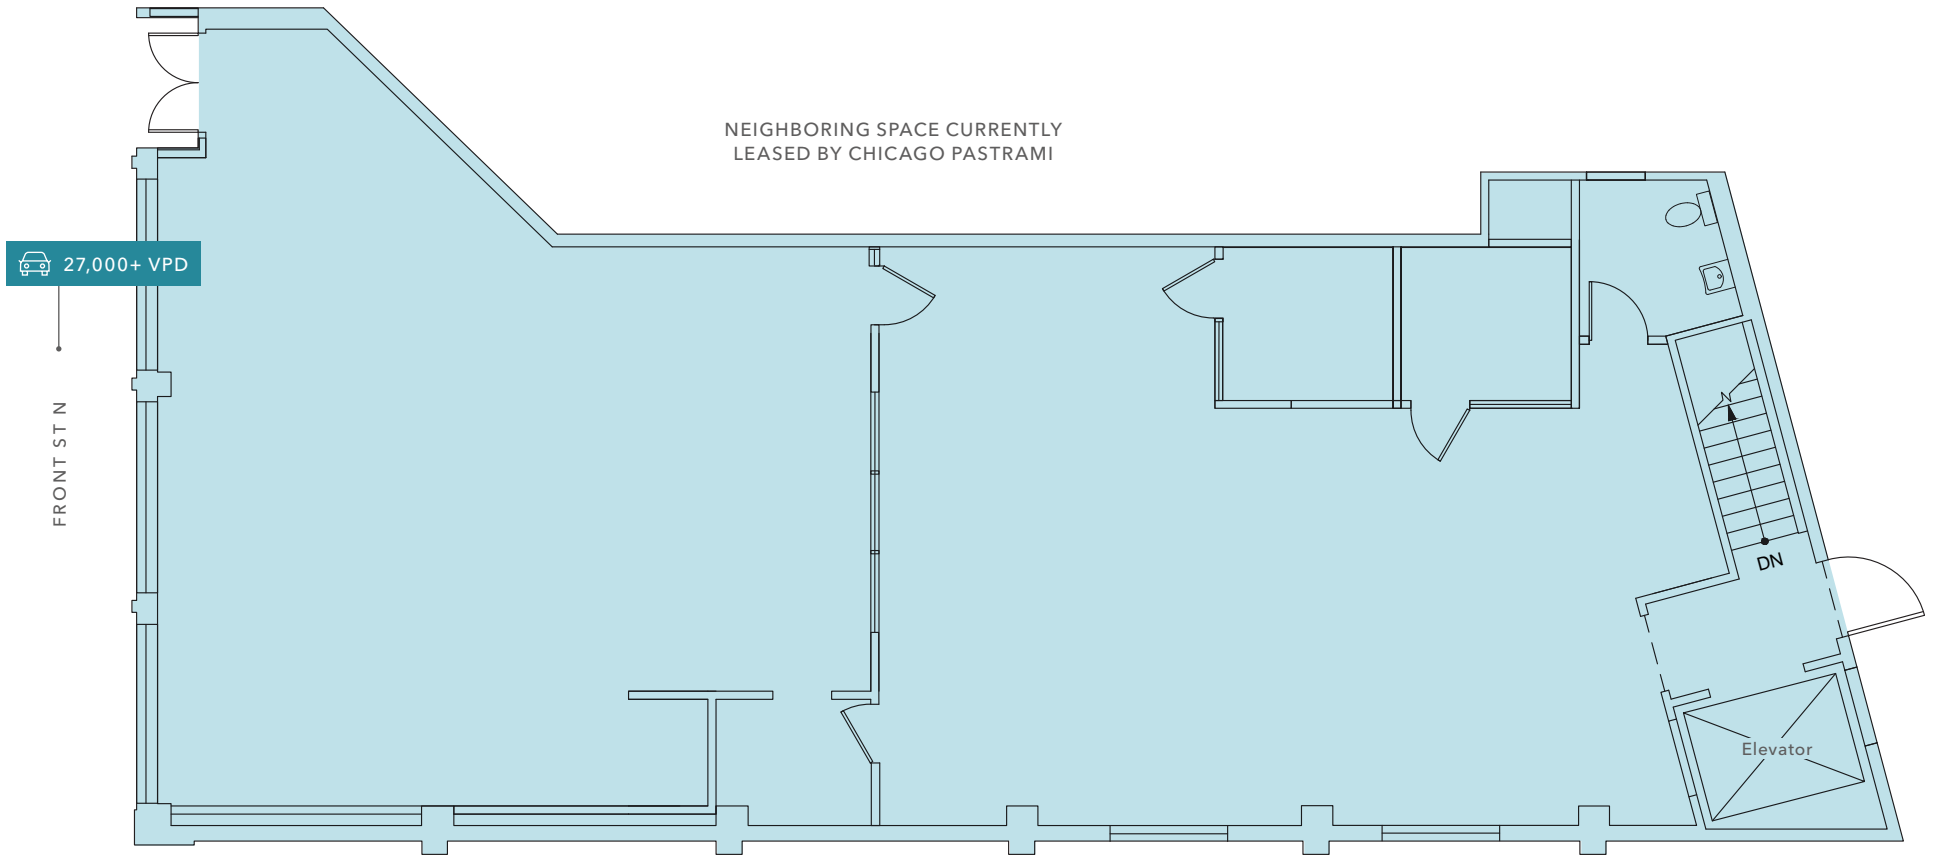 NEIGHBORING SPACE CURRENTLY
LEASED BY CHICAGO PASTRAMI
27,000+ VPD
FRONT ST N
DN
Elevator